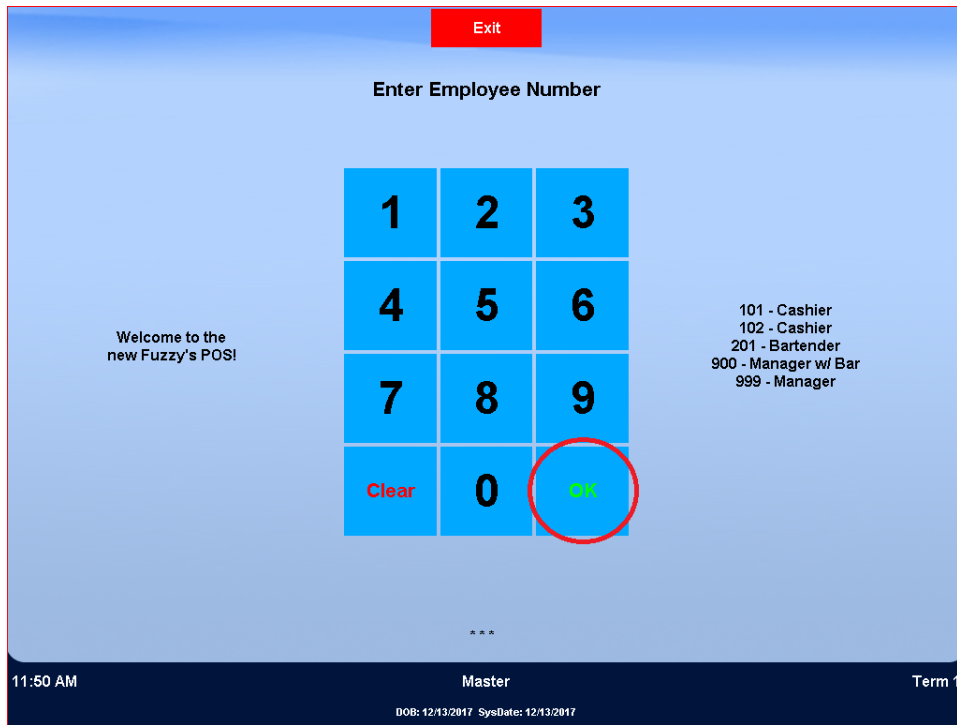 Exit
Enter Employee Number
1 2 3
4 5 6
7 8 9
Clear 0 OK
Welcome to the
new Fuzzy's POS!
101 - Cashier
102 - Cashier
201 - Bartender
900 - Manager w/ Bar
999 - Manager
* * *
11:50 AM Master Term 1
DOB: 12/13/2017 SysDate: 12/13/2017